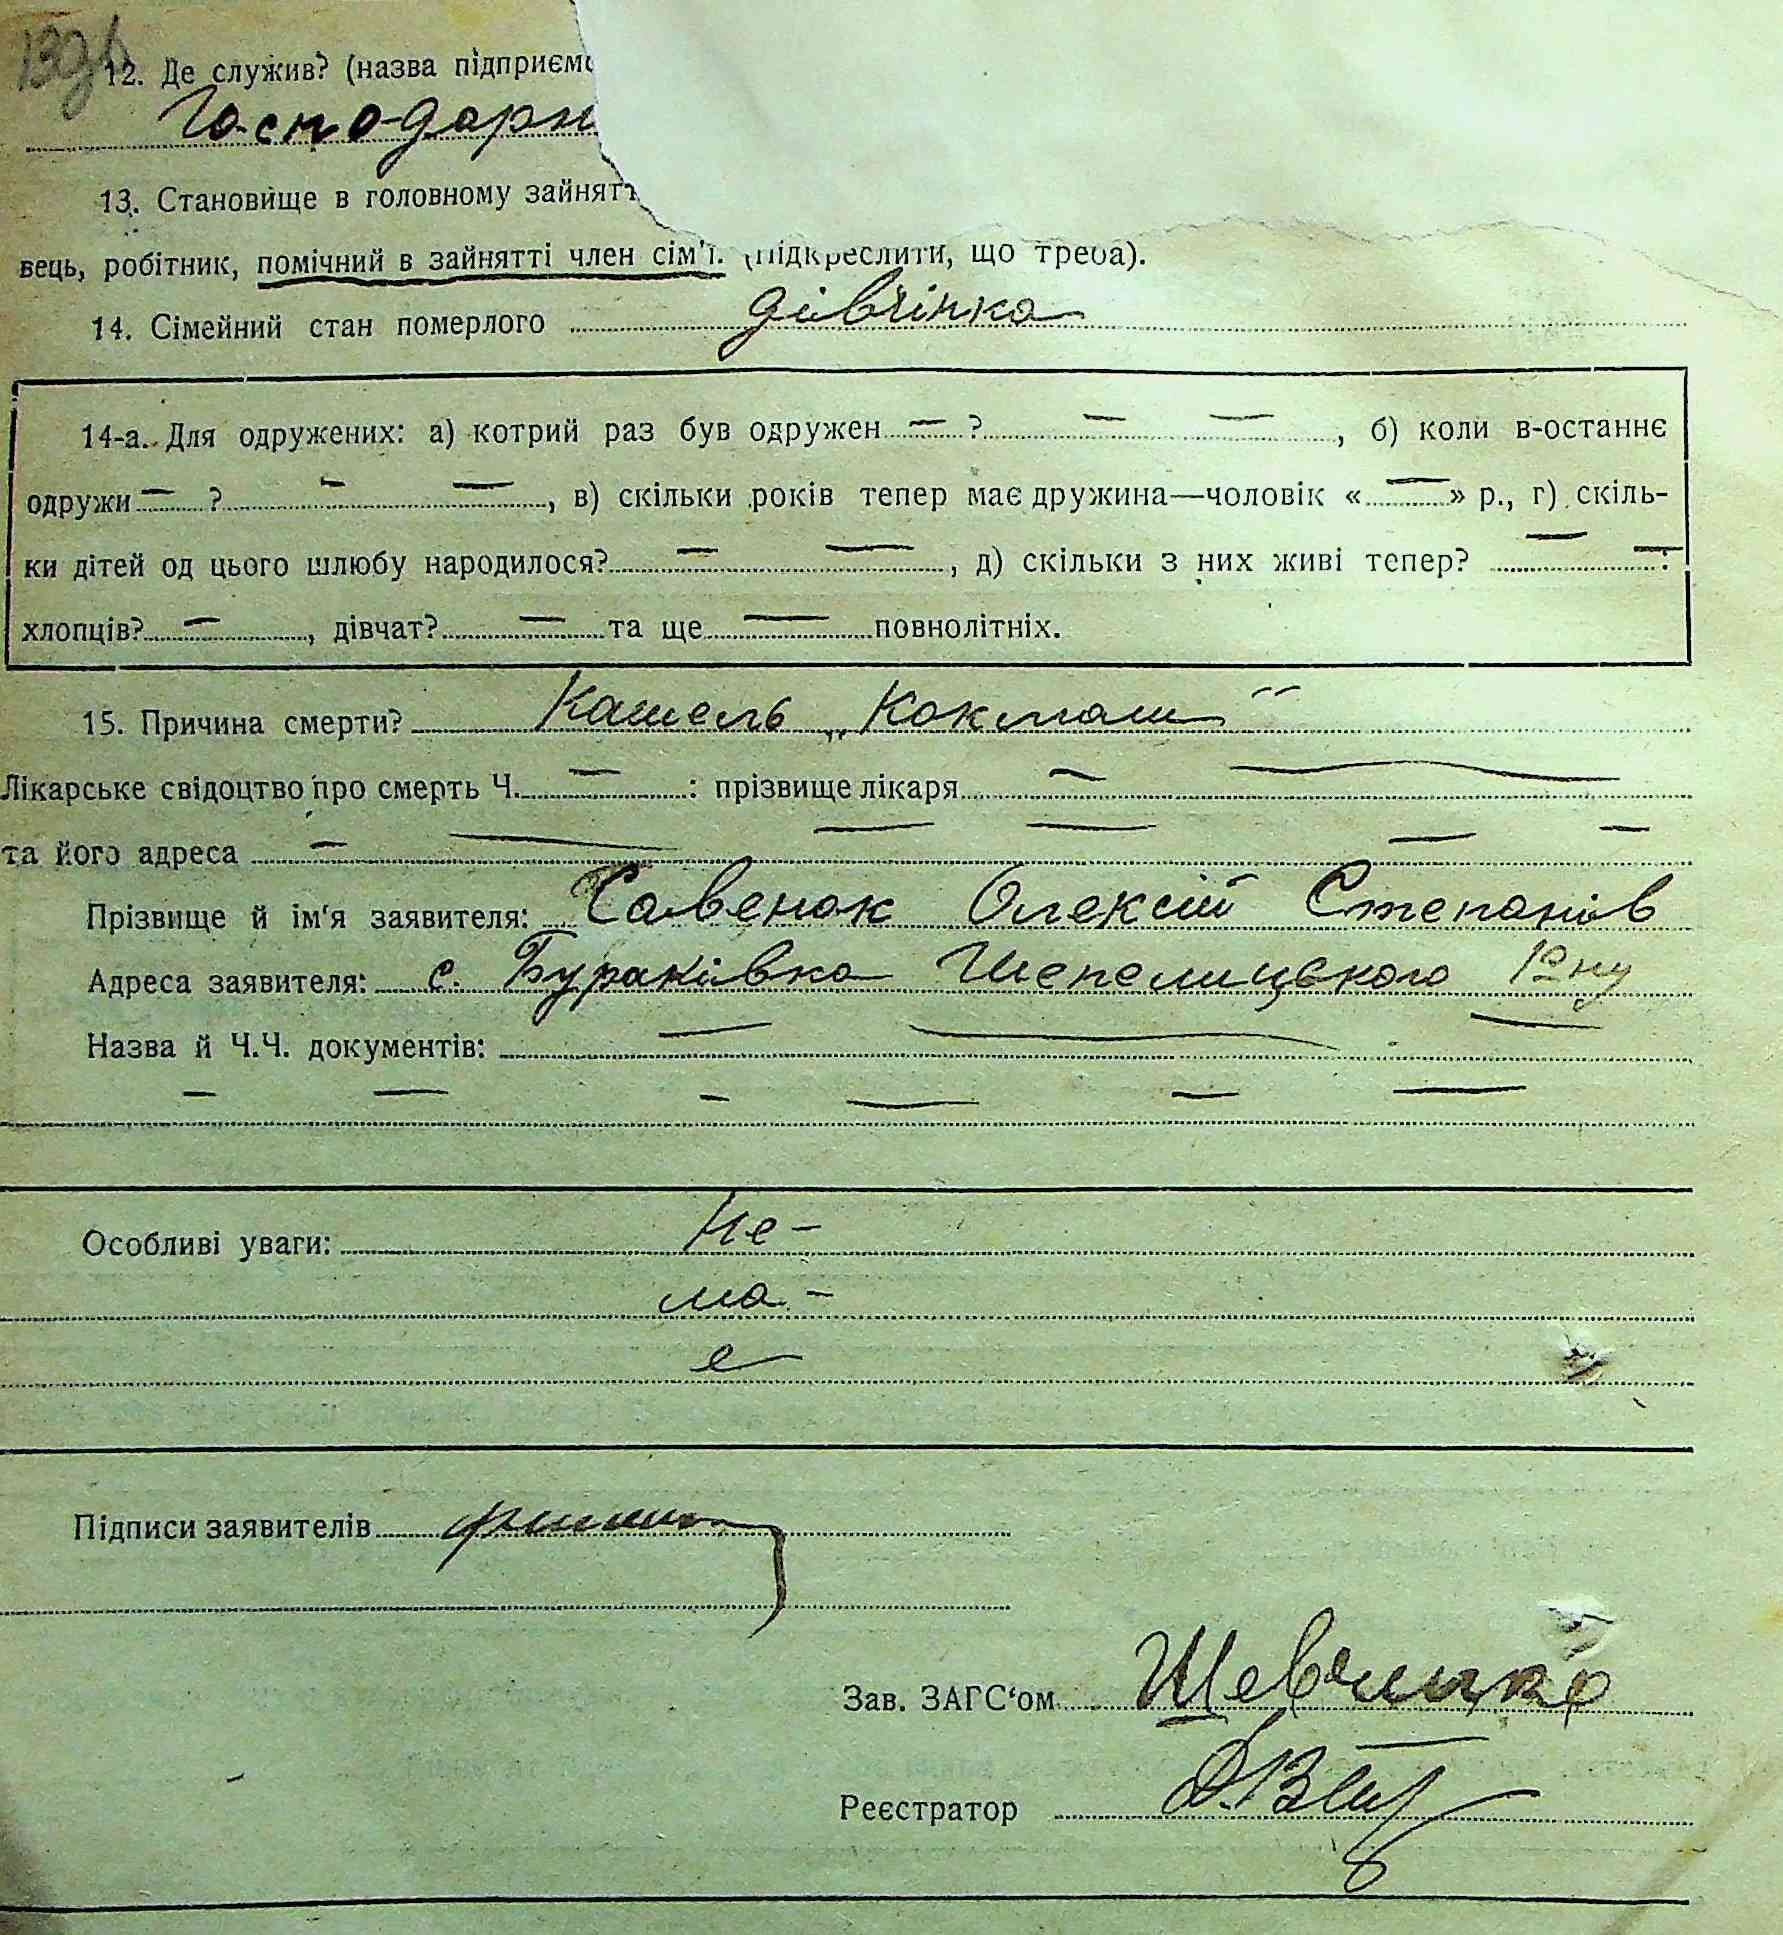 12. Де служив? (назва підприємс
Господарн
13. Становище в головному зайнятт
вець, робітник, помічний в зайнятті член сім'ї. (підкреслити, що треба).
14. Сімейний стан померлого дівчінка
14-а. Для одружених: а) котрий раз був одружен — ? — —, б) коли в-останнє
одружи — ? — —, в) скільки років тепер має дружина—чоловік « — » р., г) скіль-
ки дітей од цього шлюбу народилося? — —, д) скільки з них живі тепер? — — :
хлопців? —, дівчат? — та ще — повнолітніх.
15. Причина смерти? Кашель „Коклюш"
Лікарське свідоцтво про смерть Ч. — : прізвище лікаря — —
та його адреса — — — — — —
Прізвище й ім'я заявителя: Савенок Олексій Степанів
Адреса заявителя: с. Бураківка Шепелицького
Назва й Ч.Ч. документів: — — —
— — — — — —
Особливі уваги: Не-
ма-
є
Підписи заявителів
Зав. ЗАГС'ом
Реєстратор